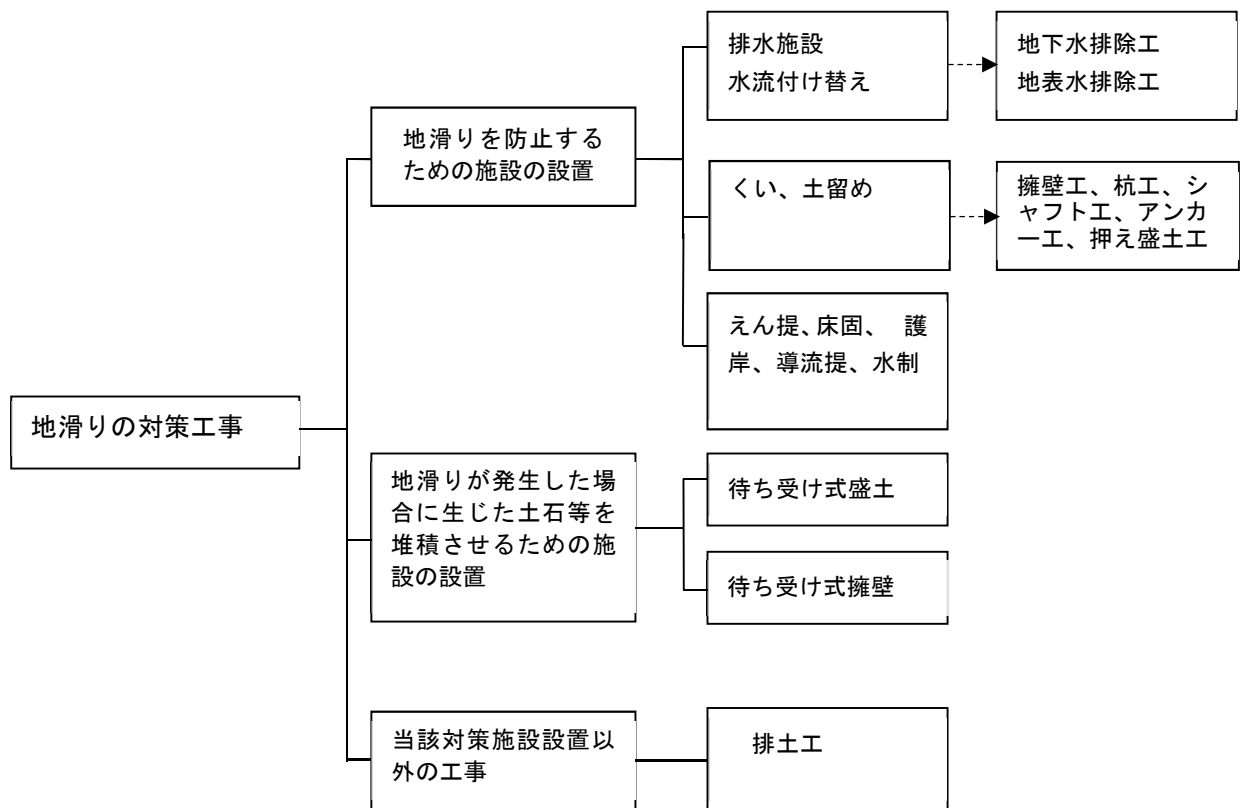 排水施設
水流付け替え
地下水排除工
地表水排除工
地滑りを防止する
ための施設の設置
くい、土留め
擁壁工、杭工、シ
ャフト工、アンカ
ー工、押え盛土工
えん提、床固、　護
岸、導流提、水制
地滑りの対策工事
地滑りが発生した場
合に生じた土石等を
堆積させるための施
設の設置
待ち受け式盛土
待ち受け式擁壁
当該対策施設設置以
外の工事
排土工